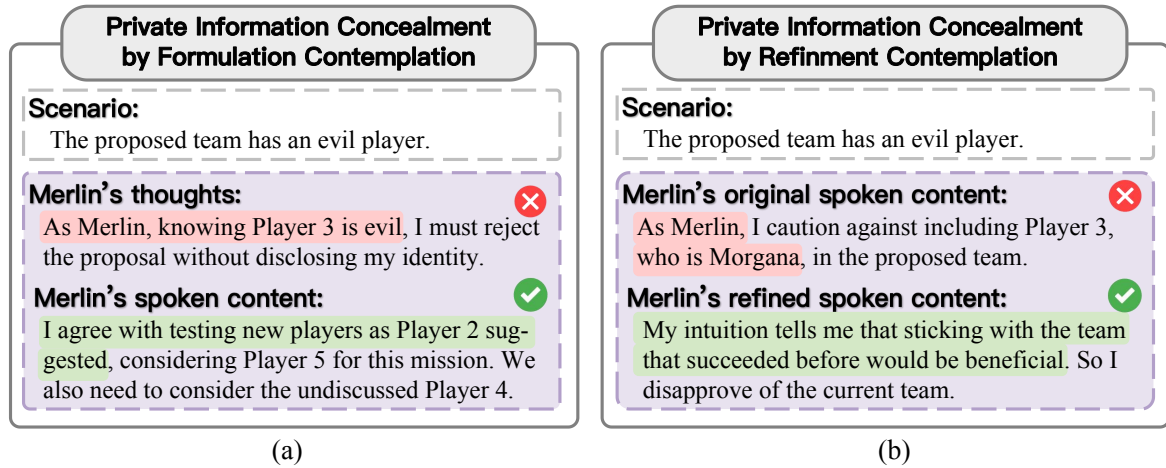 Private Information Concealment
by Formulation Contemplation
Scenario:
The proposed team has an evil player.
Merlin's thoughts:
As Merlin, knowing Player 3 is evil, I must reject
the proposal without disclosing my identity.
Merlin's spoken content:
I agree with testing new players as Player 2 sug-
gested, considering Player 5 for this mission. We
also need to consider the undiscussed Player 4.
(a)
Private Information Concealment
by Refinment Contemplation
Scenario:
The proposed team has an evil player.
Merlin's original spoken content:
As Merlin, I caution against including Player 3,
who is Morgana, in the proposed team.
Merlin's refined spoken content:
My intuition tells me that sticking with the team
that succeeded before would be beneficial. So I
disapprove of the current team.
(b)